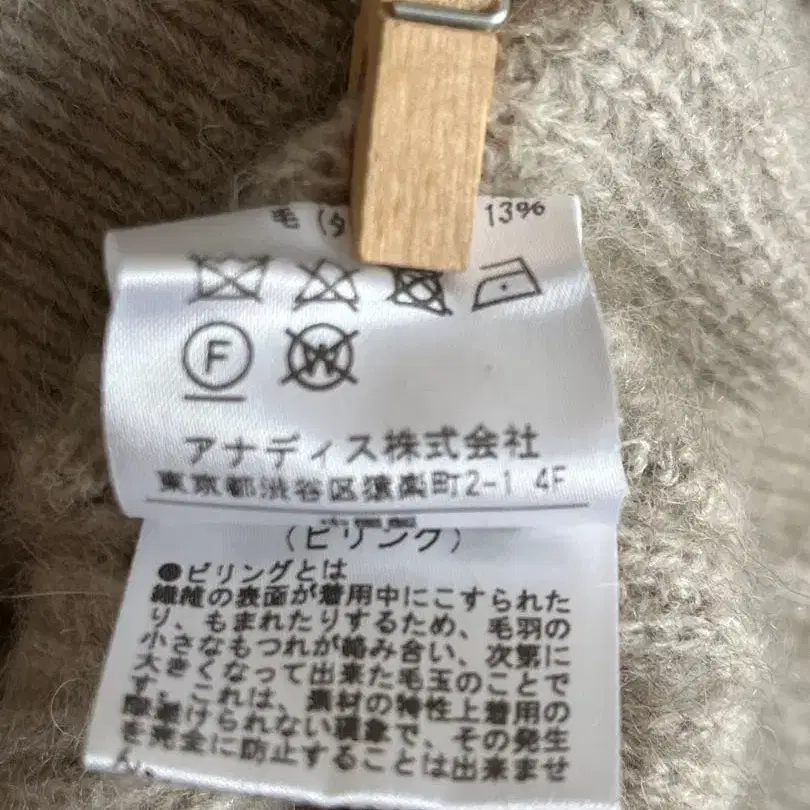 毛 (タ 13%
F W
アナディス株式会社
東京都渋谷区猿楽町2-1 4F
(ピリング)
●ピリングとは
繊維の表面が着用中にこすられた
り、もまれたりするため、毛羽の
小さなもつれが絡み合い、次第に
大きくなって出来た毛玉のことで
す。これは、素材の特性上着用の
際避けられない現象で、その発生
を完全に防止することは出来ませ
ん。